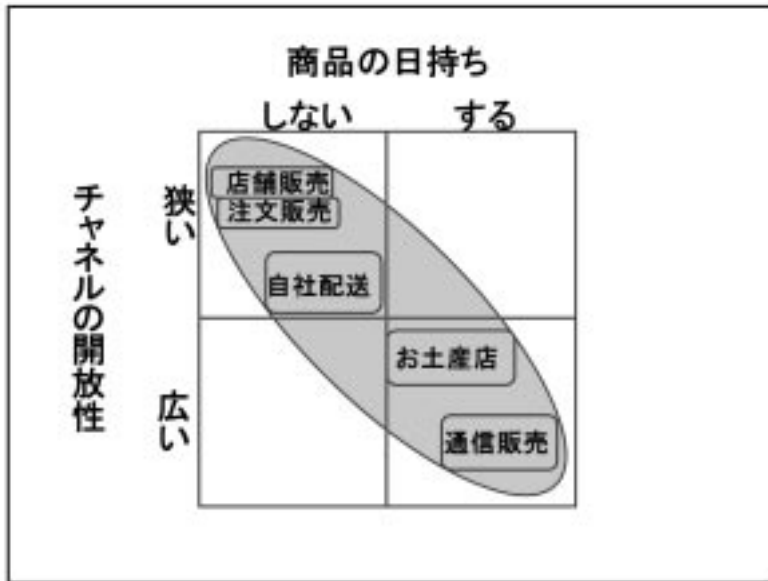 商品の日持ち
しない
する
チャネルの開放性
狭い
広い
店舗販売
注文販売
自社配送
お土産店
通信販売